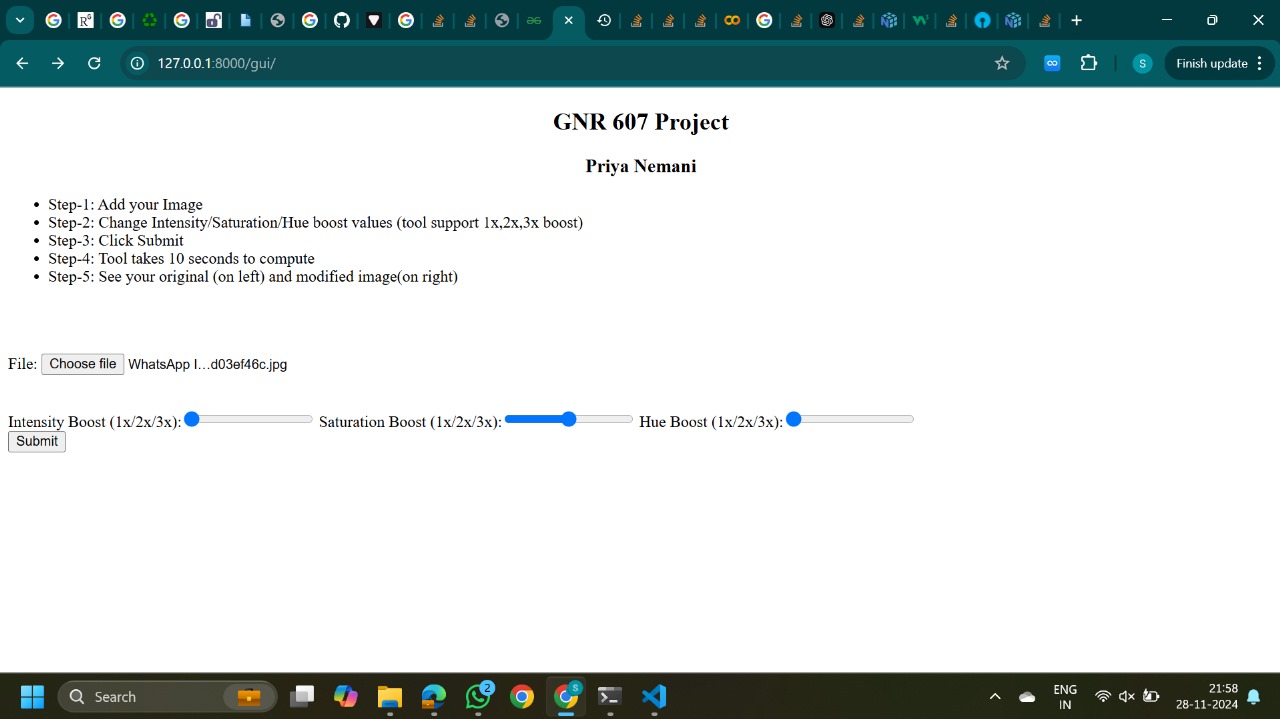 127.0.0.1:8000/gui/
S
Finish update
GNR 607 Project
Priya Nemani
Step-1: Add your Image
Step-2: Change Intensity/Saturation/Hue boost values (tool support 1x,2x,3x boost)
Step-3: Click Submit
Step-4: Tool takes 10 seconds to compute
Step-5: See your original (on left) and modified image(on right)
File: Choose file WhatsApp I...d03ef46c.jpg
Intensity Boost (1x/2x/3x): Saturation Boost (1x/2x/3x): Hue Boost (1x/2x/3x):
Submit
Search
2
S
ENG
IN
21:58
28-11-2024